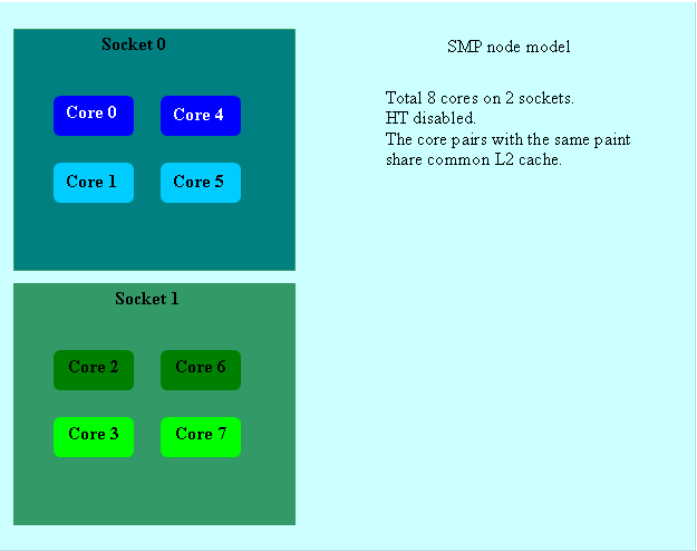 Socket 0
SMP node model
Core 0
Core 4
Total 8 cores on 2 sockets.
HT disabled.
The core pairs with the same paint
share common L2 cache.
Core 1
Core 5
Socket 1
Core 2
Core 6
Core 3
Core 7